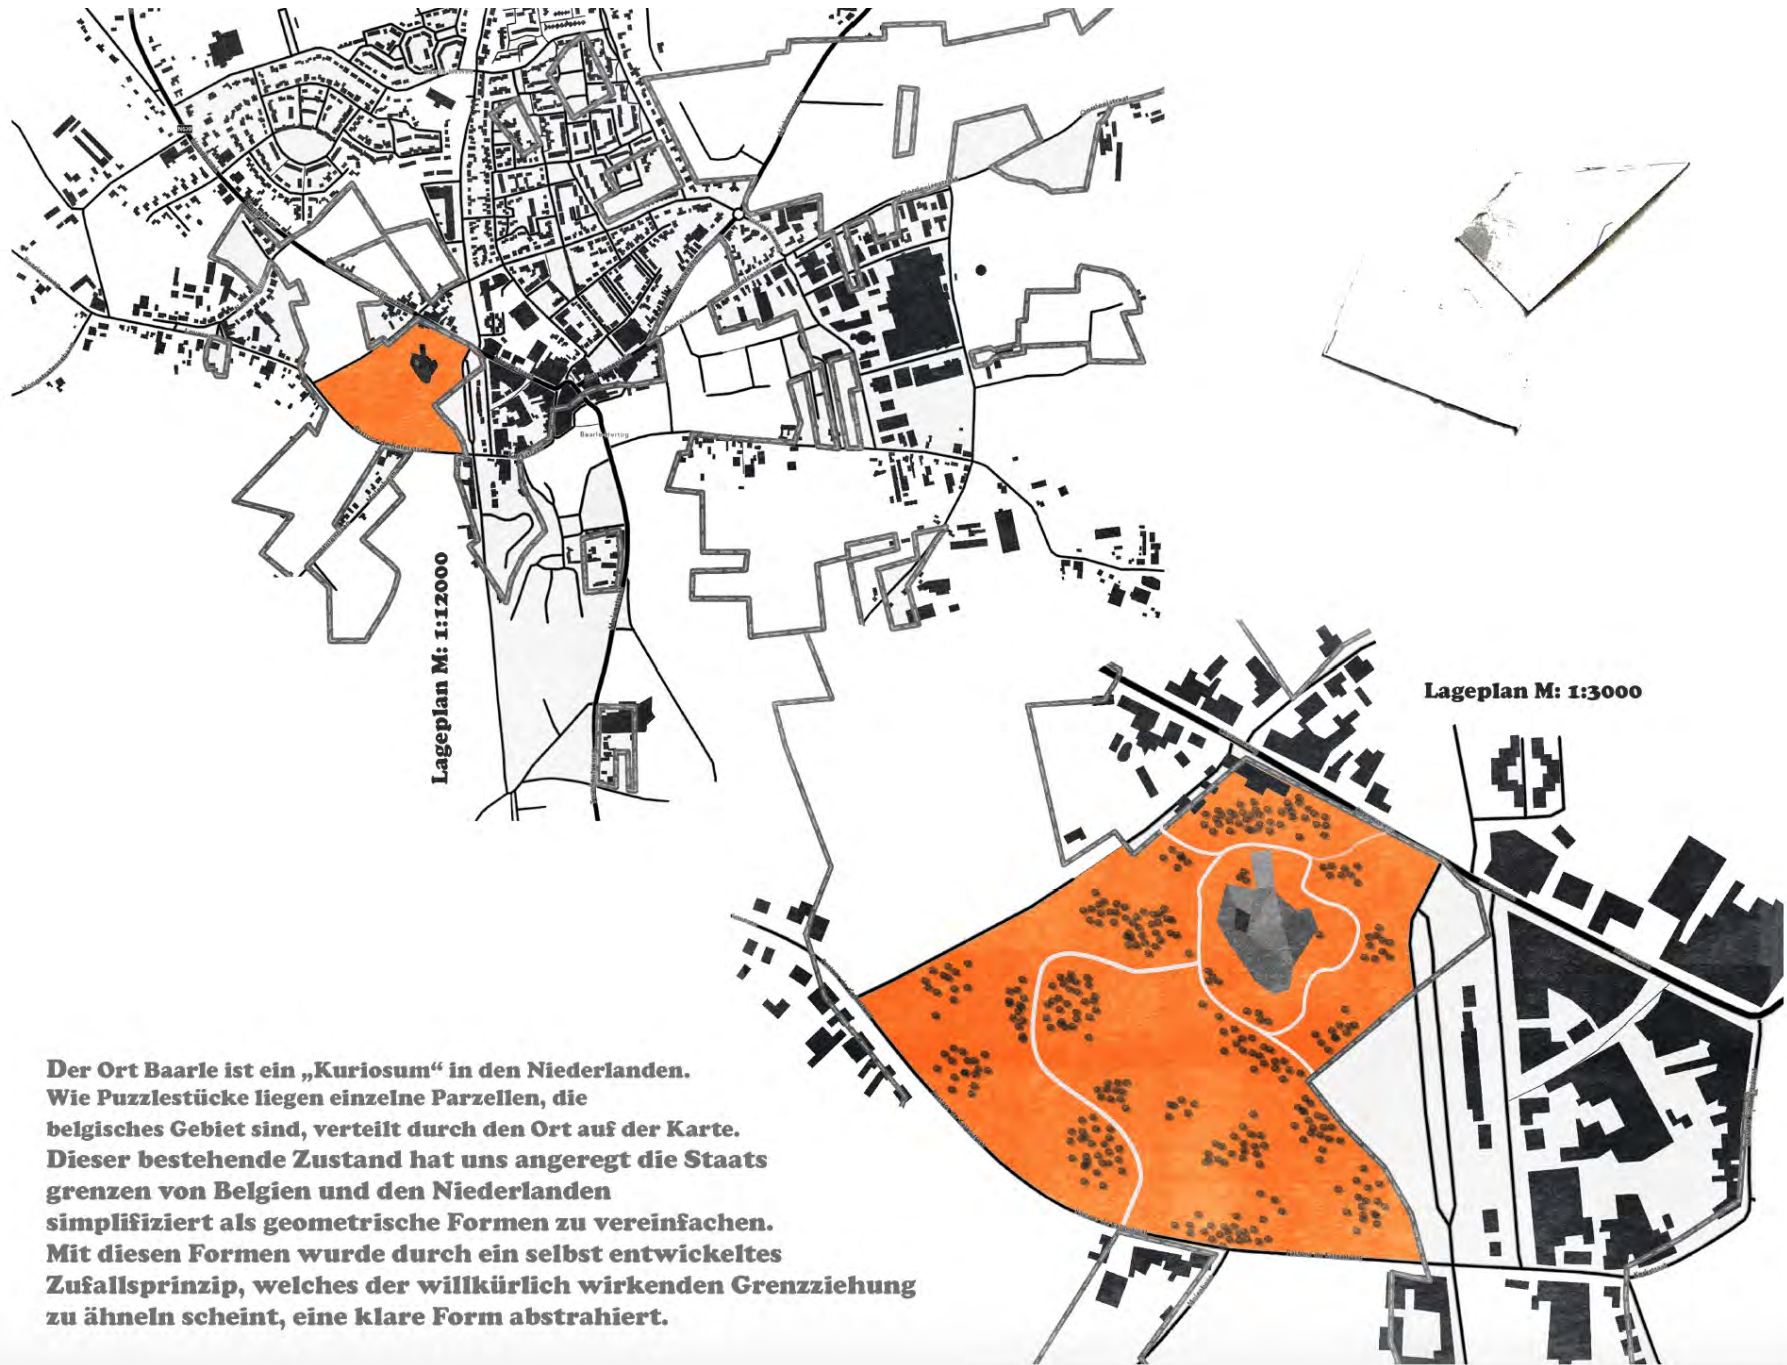 Oordeelsestraat
Baarlehertog
Lageplan M: 1:12000
Lageplan M: 1:3000
Der Ort Baarle ist ein „Kuriosum“ in den Niederlanden.
Wie Puzzlestücke liegen einzelne Parzellen, die
belgisches Gebiet sind, verteilt durch den Ort auf der Karte.
Dieser bestehende Zustand hat uns angeregt die Staats
grenzen von Belgien und den Niederlanden
simplifiziert als geometrische Formen zu vereinfachen.
Mit diesen Formen wurde durch ein selbst entwickeltes
Zufallsprinzip, welches der willkürlich wirkenden Grenzziehung
zu ähneln scheint, eine klare Form abstrahiert.